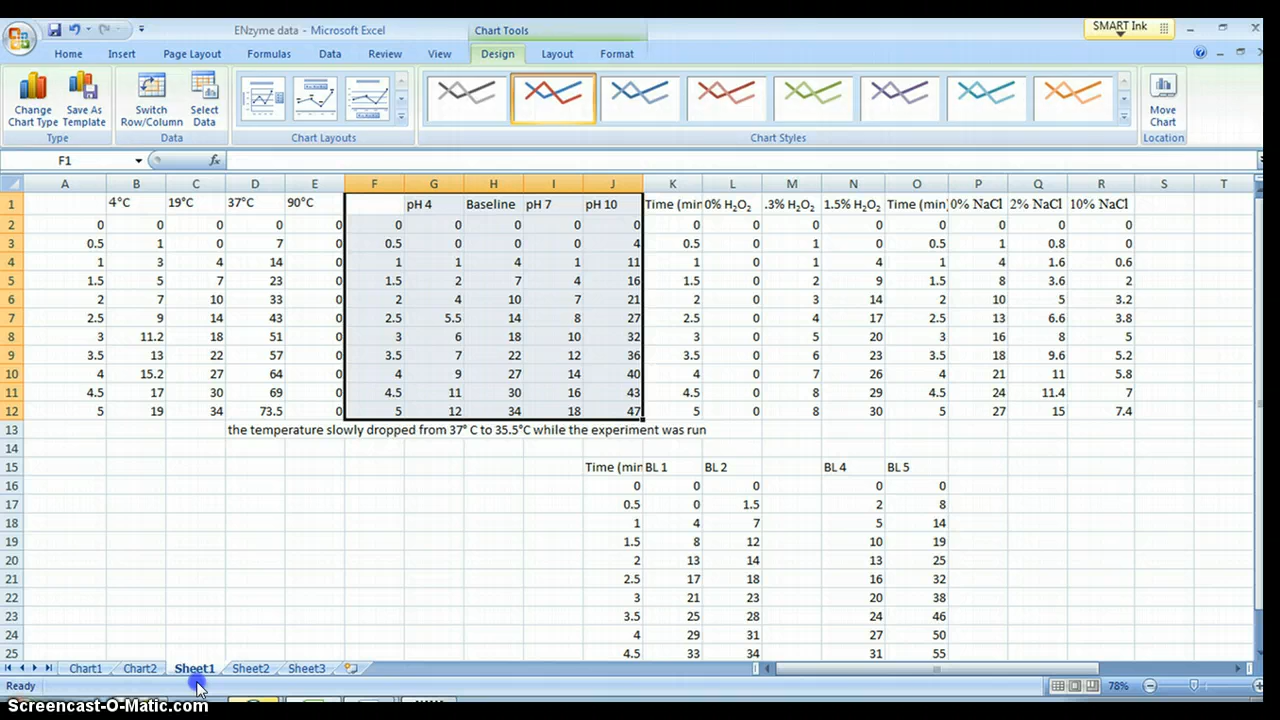 ENzyme data - Microsoft Excel
Chart Tools
SMART Ink
Home Insert Page Layout Formulas Data Review View Design Layout Format
Change Chart Type
Save As Template
Switch Row/Column
Select Data
Move Chart
Type Data Chart Layouts Chart Styles Location
F1 fx
A B C D E F G H I J K L M N O P Q R S T
1 4°C 19°C 37°C 90°C pH 4 Baseline pH 7 pH 10 Time (min 0% H₂O₂ .3% H₂O₂ 1.5% H₂O₂ Time (min) 0% NaCl 2% NaCl 10% NaCl
2 0 0 0 0 0 0 0 0 0 0 0 0 0 0 0 0 0 0
3 0.5 1 0 7 0 0.5 0 0 0 4 0.5 0 1 0 0.5 1 0.8 0
4 1 3 4 14 0 1 1 4 1 11 1 0 1 4 1 5 1.6 0.6
5 1.5 5 7 23 0 1.5 2 7 4 16 1.5 0 2 9 1.5 8 3.6 2
6 2 7 10 33 0 2 4 10 7 21 2 0 3 14 2 10 5 3.2
7 2.5 9 14 43 0 2.5 5.5 14 8 27 2.5 0 4 17 2.5 13 6.6 3.8
8 3 11.2 18 51 0 3 6 18 10 32 3 0 5 20 3 16 8 5
9 3.5 13 22 57 0 3.5 7 22 12 36 3.5 0 6 23 3.5 18 9.6 5.2
10 4 15.2 27 64 0 4 9 27 14 40 4 0 7 26 4 21 11 5.8
11 4.5 17 30 69 0 4.5 11 30 16 43 4.5 0 8 29 4.5 24 11.4 7
12 5 19 34 73.5 0 5 12 34 18 47 5 0 8 30 5 27 15 7.4
13 the temperature slowly dropped from 37° C to 35.5°C while the experiment was run
14
15 Time (min BL 1 BL 2 BL 4 BL 5
16 0 0 0 0 0
17 0.5 0 1.5 2 8
18 1 4 7 5 14
19 1.5 8 12 10 19
20 2 13 14 13 25
21 2.5 17 18 16 32
22 3 21 23 20 38
23 3.5 25 28 24 46
24 4 29 31 27 50
25 4.5 33 34 31 55
Chart1 Chart2 Sheet1 Sheet2 Sheet3
Ready 78%
Screencast-O-Matic.com